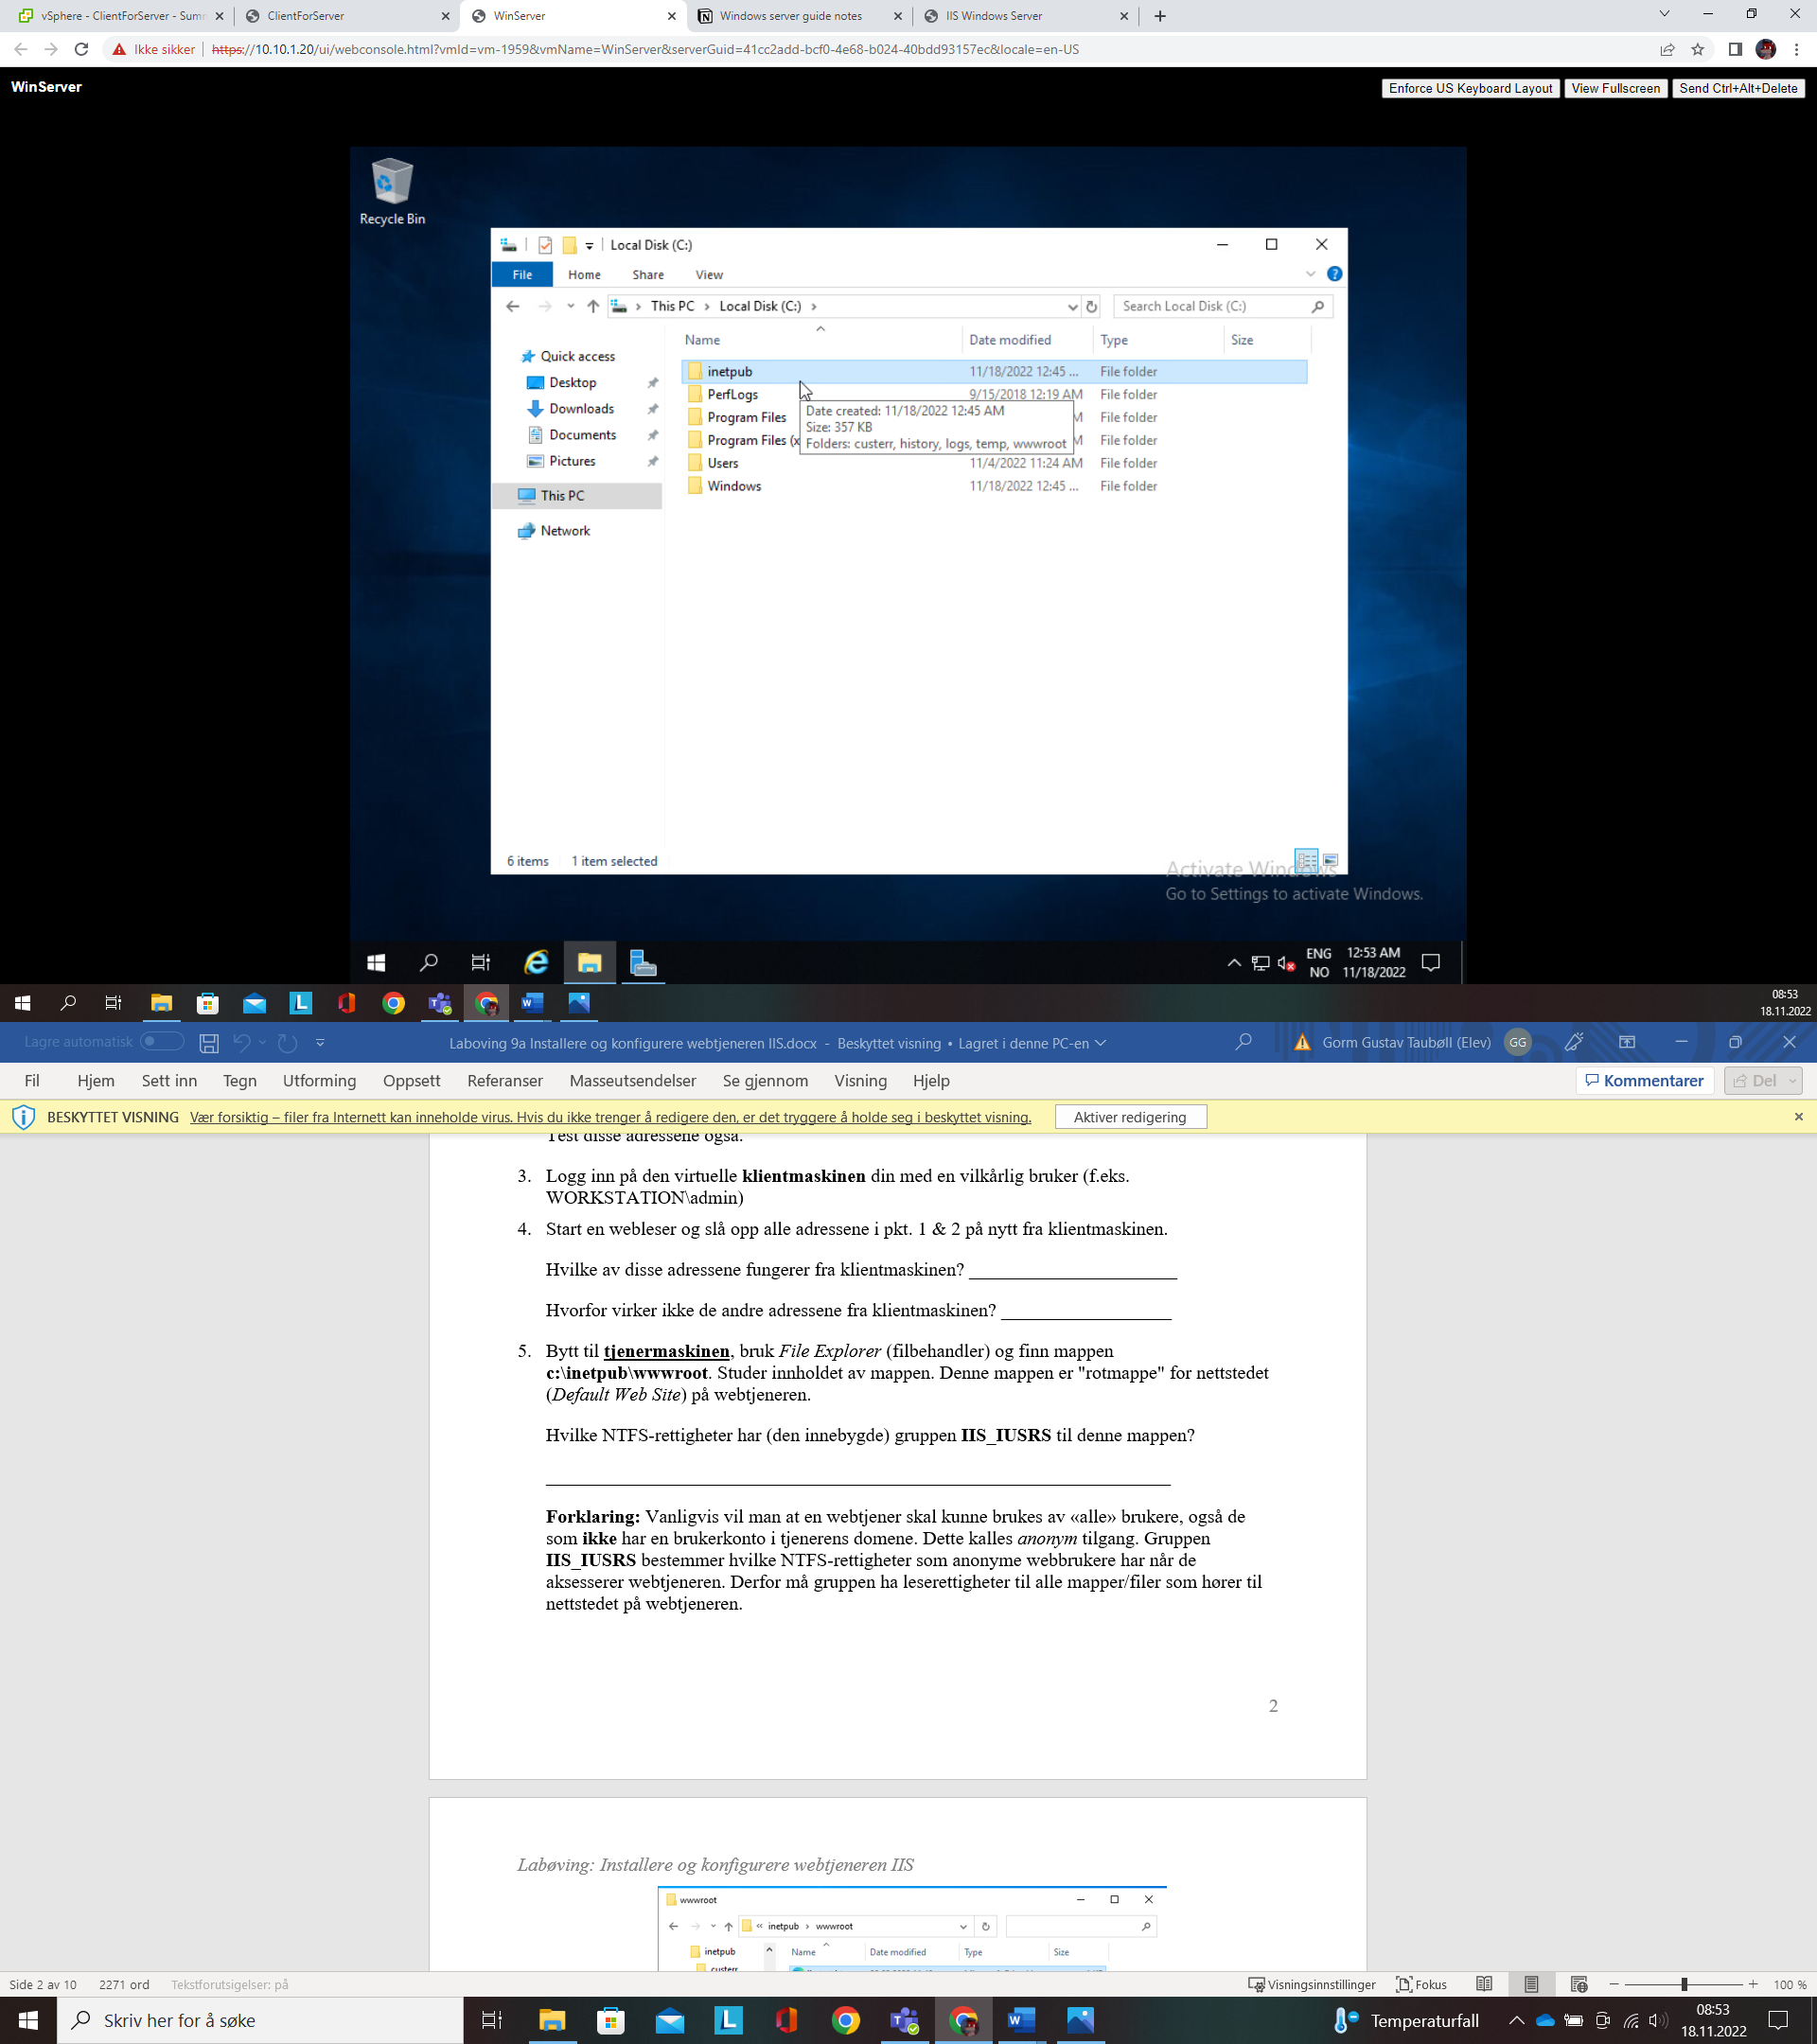 vSphere - ClientForServer - Sum
ClientForServer
WinServer
Windows server guide notes
IIS Windows Server
Ikke sikker
https://10.10.1.20/ui/webconsole.html?vmId=vm-1959&vmName=WinServer&serverGuid=41cc2add-bcf0-4e68-b024-40bdd93157ec&locale=en-US
WinServer
Enforce US Keyboard Layout
View Fullscreen
Send Ctrl+Alt+Delete
Recycle Bin
Local Disk (C:)
File
Home
Share
View
This PC
Local Disk (C:)
Search Local Disk (C:)
Name
Date modified
Type
Size
Quick access
Desktop
Downloads
Documents
Pictures
This PC
Network
inetpub 11/18/2022 12:45 ... File folder
PerfLogs 9/15/2018 12:19 AM File folder
Program Files M File folder
Program Files (x M File folder
Users 11/4/2022 11:24 AM File folder
Windows 11/18/2022 12:45 ... File folder
Date created: 11/18/2022 12:45 AM
Size: 357 KB
Folders: custerr, history, logs, temp, wwwroot
6 items
1 item selected
Activate Windows
Go to Settings to activate Windows.
ENG
NO
12:53 AM
11/18/2022
08:53
18.11.2022
Lagre automatisk
Laboving 9a Installere og konfigurere webtjeneren IIS.docx - Beskyttet visning • Lagret i denne PC-en
Gorm Gustav Taubøll (Elev)
GG
Fil
Hjem
Sett inn
Tegn
Utforming
Oppsett
Referanser
Masseutsendelser
Se gjennom
Visning
Hjelp
Kommentarer
Del
BESKYTTET VISNING
Vær forsiktig – filer fra Internett kan inneholde virus. Hvis du ikke trenger å redigere den, er det tryggere å holde seg i beskyttet visning.
Aktiver redigering
Test disse adressene også.
3. Logg inn på den virtuelle klientmaskinen din med en vilkårlig bruker (f.eks.
WORKSTATION\admin)
4. Start en webleser og slå opp alle adressene i pkt. 1 & 2 på nytt fra klientmaskinen.
Hvilke av disse adressene fungerer fra klientmaskinen?
Hvorfor virker ikke de andre adressene fra klientmaskinen?
5. Bytt til tjenermaskinen, bruk File Explorer (filbehandler) og finn mappen
c:\inetpub\wwwroot. Studer innholdet av mappen. Denne mappen er "rotmappe" for nettstedet
(Default Web Site) på webtjeneren.
Hvilke NTFS-rettigheter har (den innebygde) gruppen IIS_IUSRS til denne mappen?
Forklaring: Vanligvis vil man at en webtjener skal kunne brukes av «alle» brukere, også de
som ikke har en brukerkonto i tjenerens domene. Dette kalles anonym tilgang. Gruppen
IIS_IUSRS bestemmer hvilke NTFS-rettigheter som anonyme webbrukere har når de
aksesserer webtjeneren. Derfor må gruppen ha leserettigheter til alle mapper/filer som hører til
nettstedet på webtjeneren.
2
Labøving: Installere og konfigurere webtjeneren IIS
wwwroot
inetpub
wwwroot
inetpub
Name
Date modified
Type
Size
custerr
Side 2 av 10
2271 ord
Tekstforutsigelser: på
Visningsinnstillinger
Fokus
100 %
Skriv her for å søke
Temperaturfall
08:53
18.11.2022